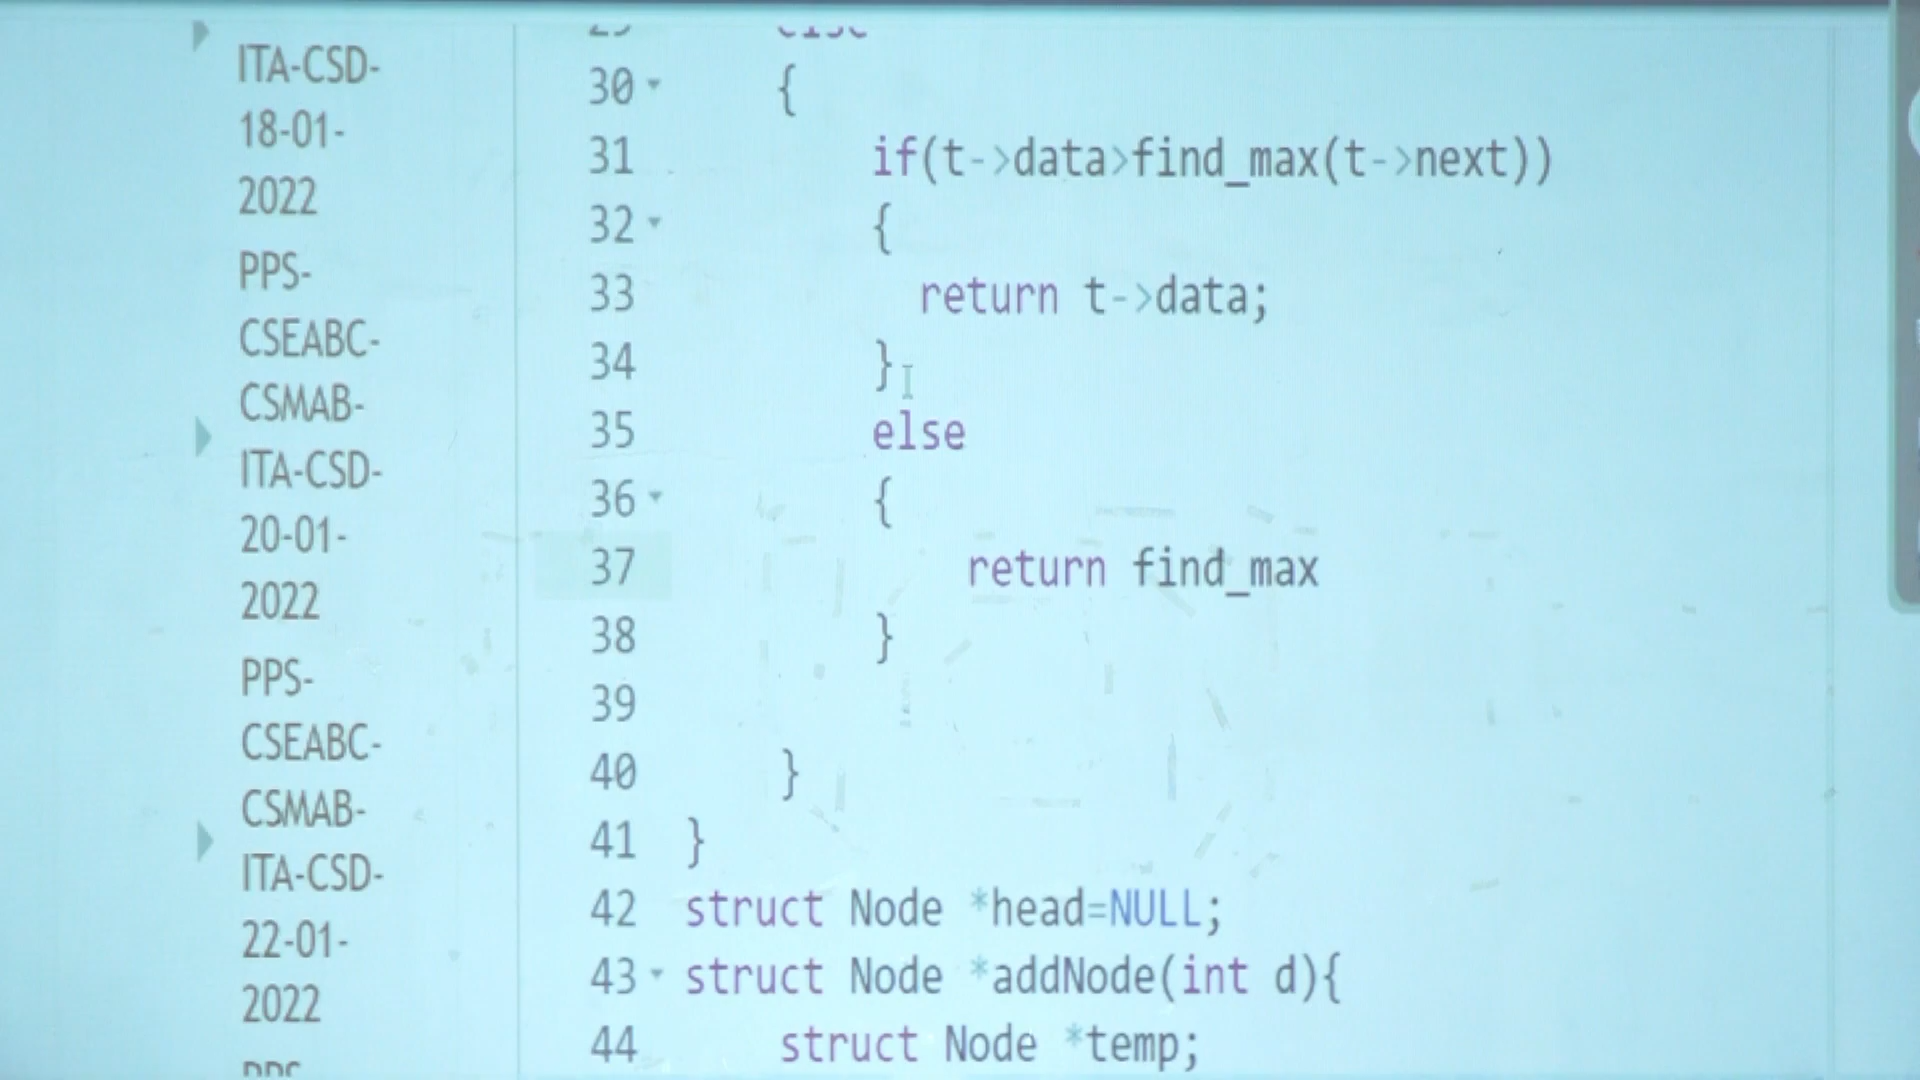 ITA-CSD-
18-01-
2022
PPS-
CSEABC-
CSMAB-
ITA-CSD-
20-01-
2022
PPS-
CSEABC-
CSMAB-
ITA-CSD-
22-01-
2022
29 else
30 {
31 if(t->data>find_max(t->next))
32 {
33 return t->data;
34 }
35 else
36 {
37 return find_max
38 }
39
40 }
41 }
42 struct Node *head=NULL;
43 struct Node *addNode(int d){
44 struct Node *temp;